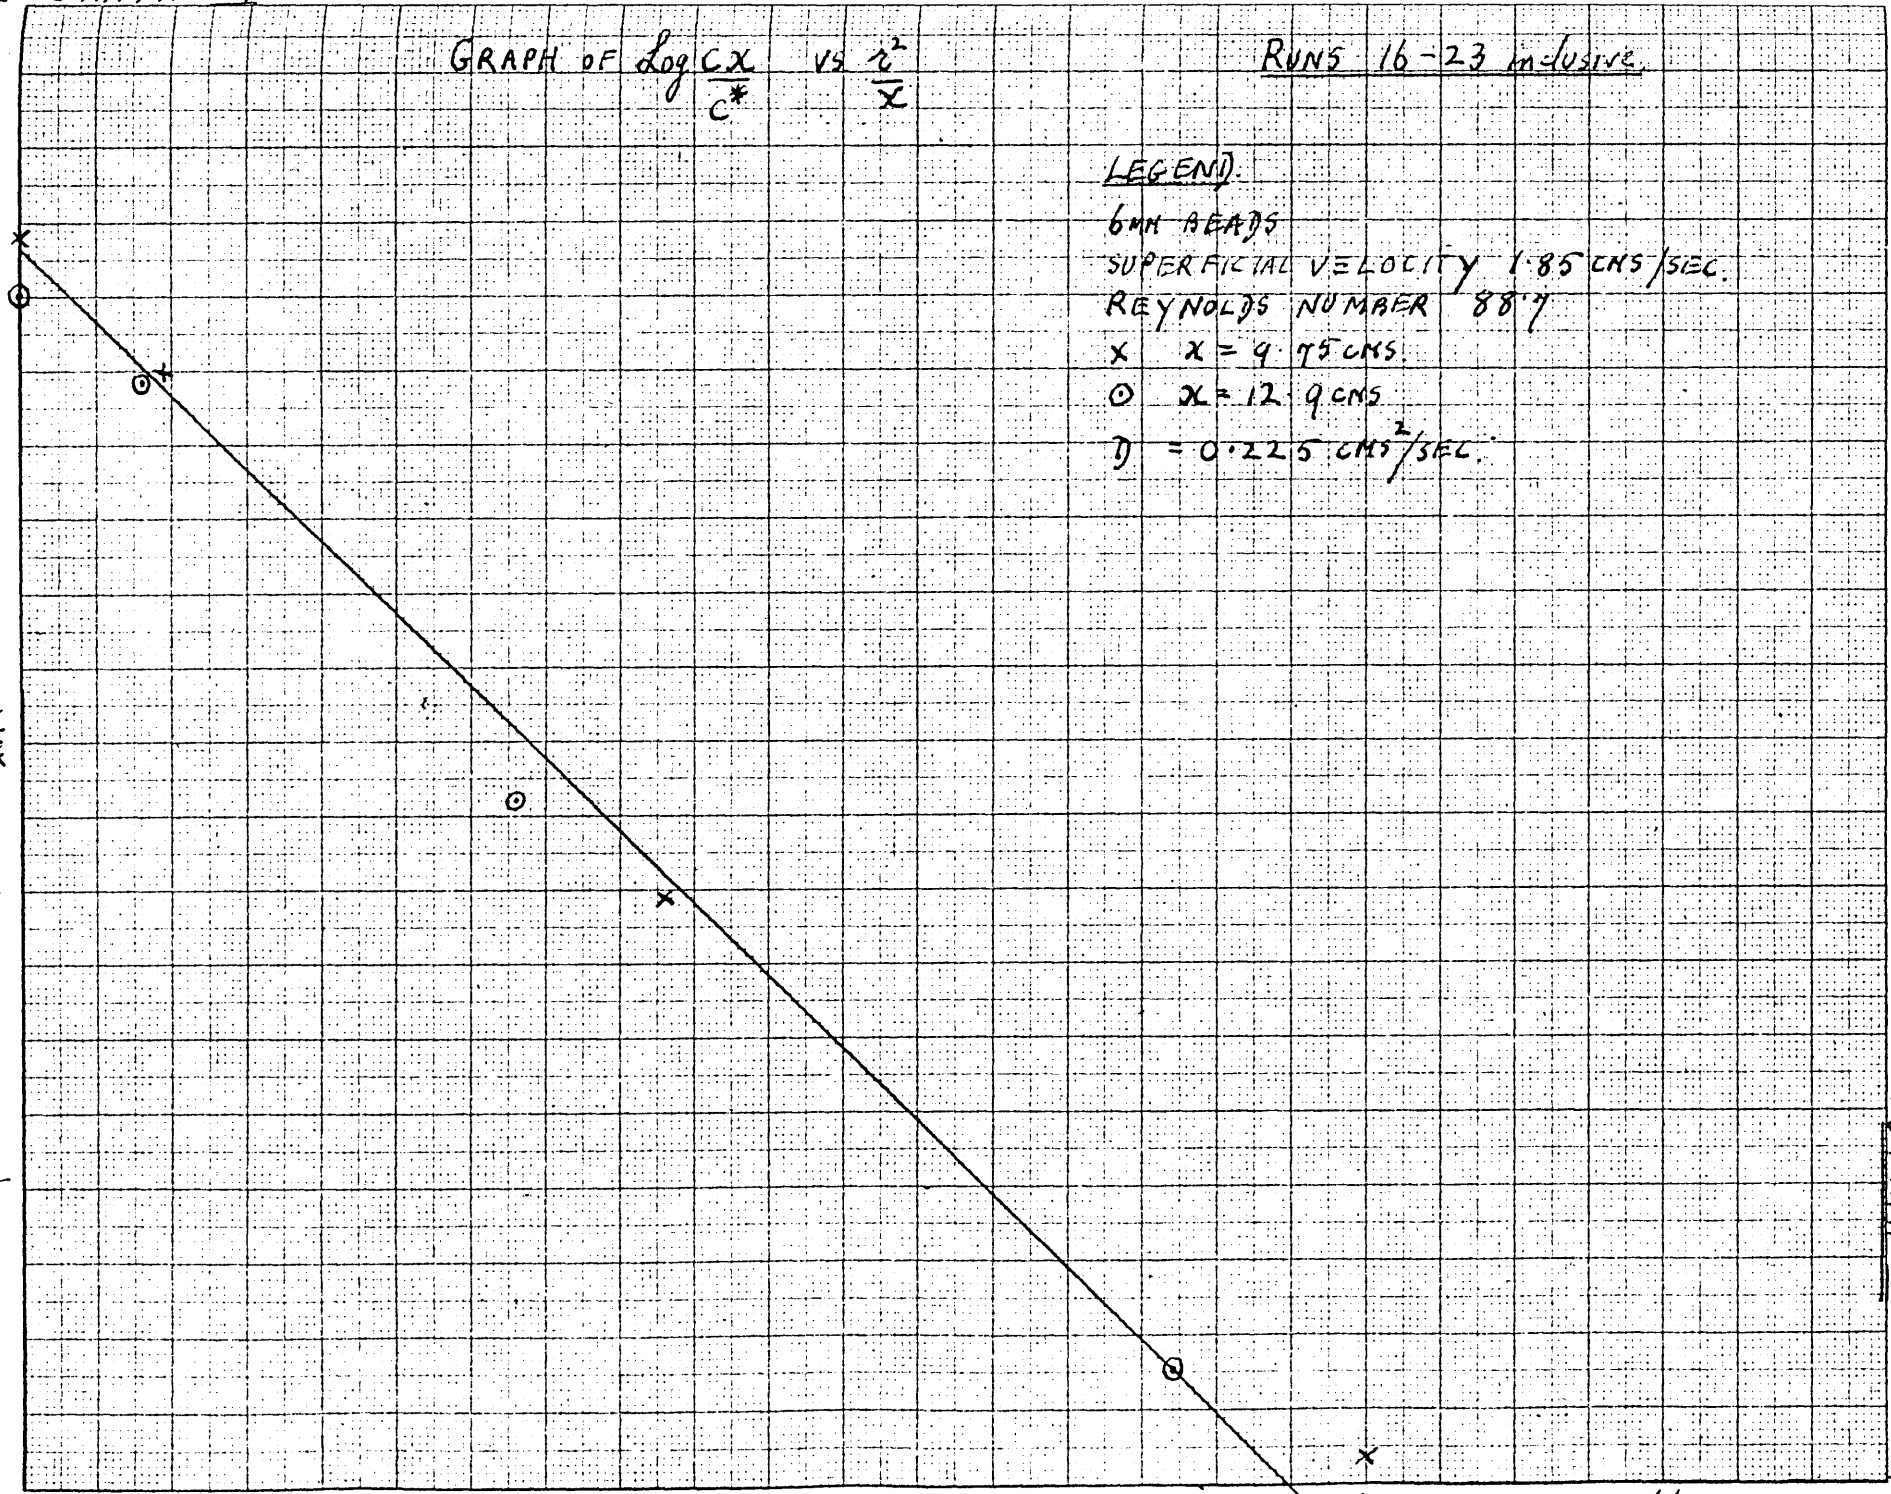 GRAPH OF Log cx/c* vs r²/x
RUNS 16-23 inclusive.
LEGEND.
6MM BEADS
SUPERFICIAL VELOCITY 1.85 CMS/SEC.
REYNOLDS NUMBER 88.7
x x = 9.75 CMS.
⊙ x = 12.9 CMS
D = 0.225 CMS²/SEC.